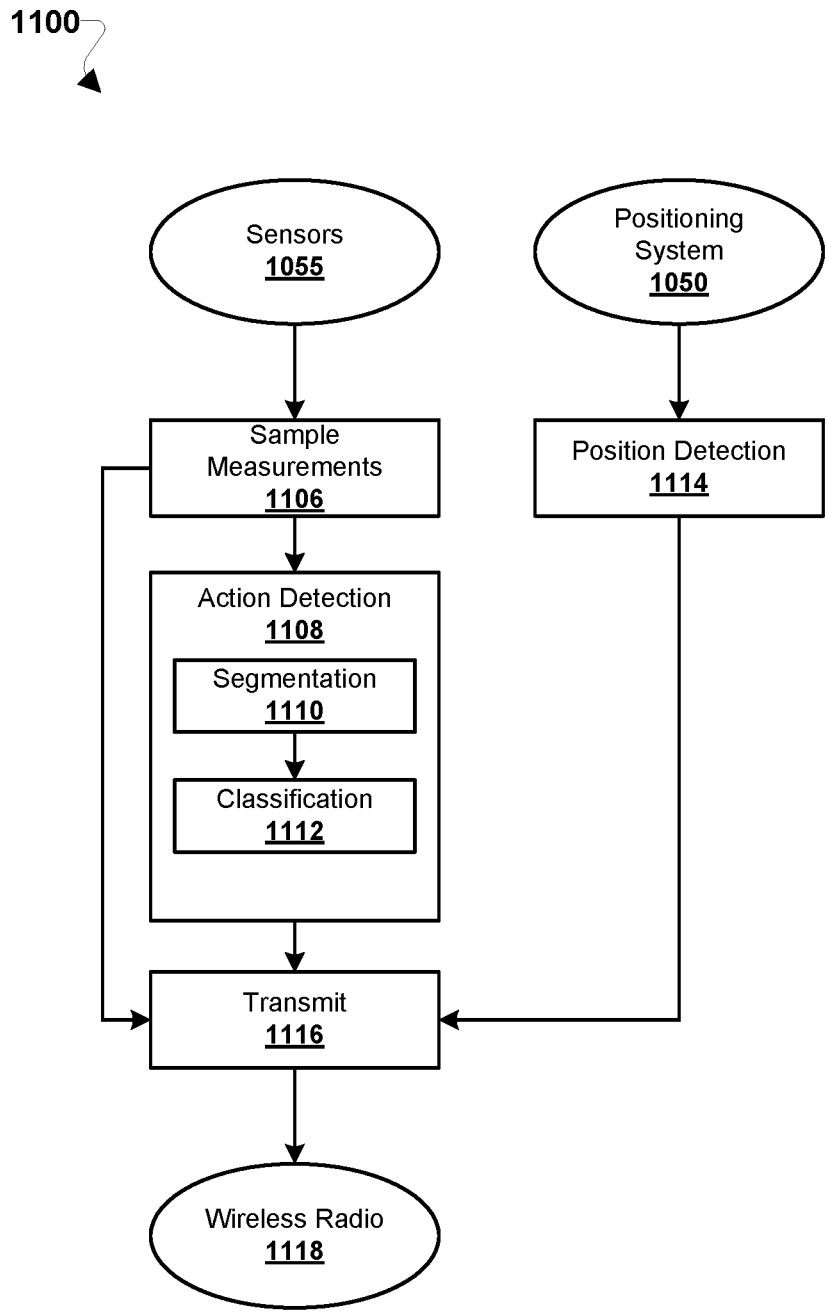 1100
Sensors
1055
Positioning
System
1050
Sample
Measurements
1106
Position Detection
1114
Action Detection
1108
Segmentation
1110
Classification
1112
Transmit
1116
Wireless Radio
1118